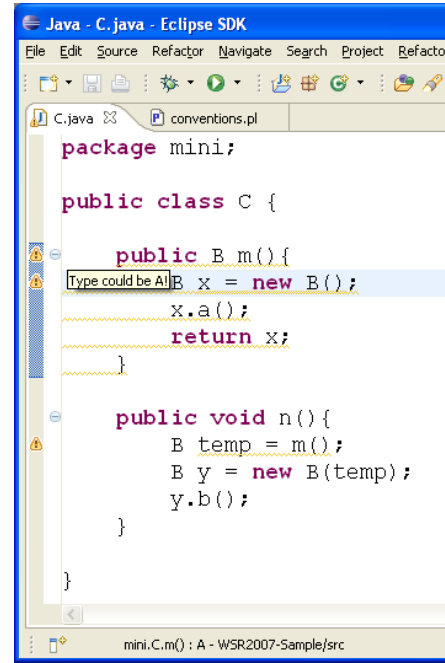 Java - C.java - Eclipse SDK
File Edit Source Refactor Navigate Search Project Refacto
C.java conventions.pl
package mini;
public class C {
public B m(){
Type could be A! B x = new B();
x.a();
return x;
}
public void n(){
B temp = m();
B y = new B(temp);
y.b();
}
}
mini.C.m() : A - WSR2007-Sample/src